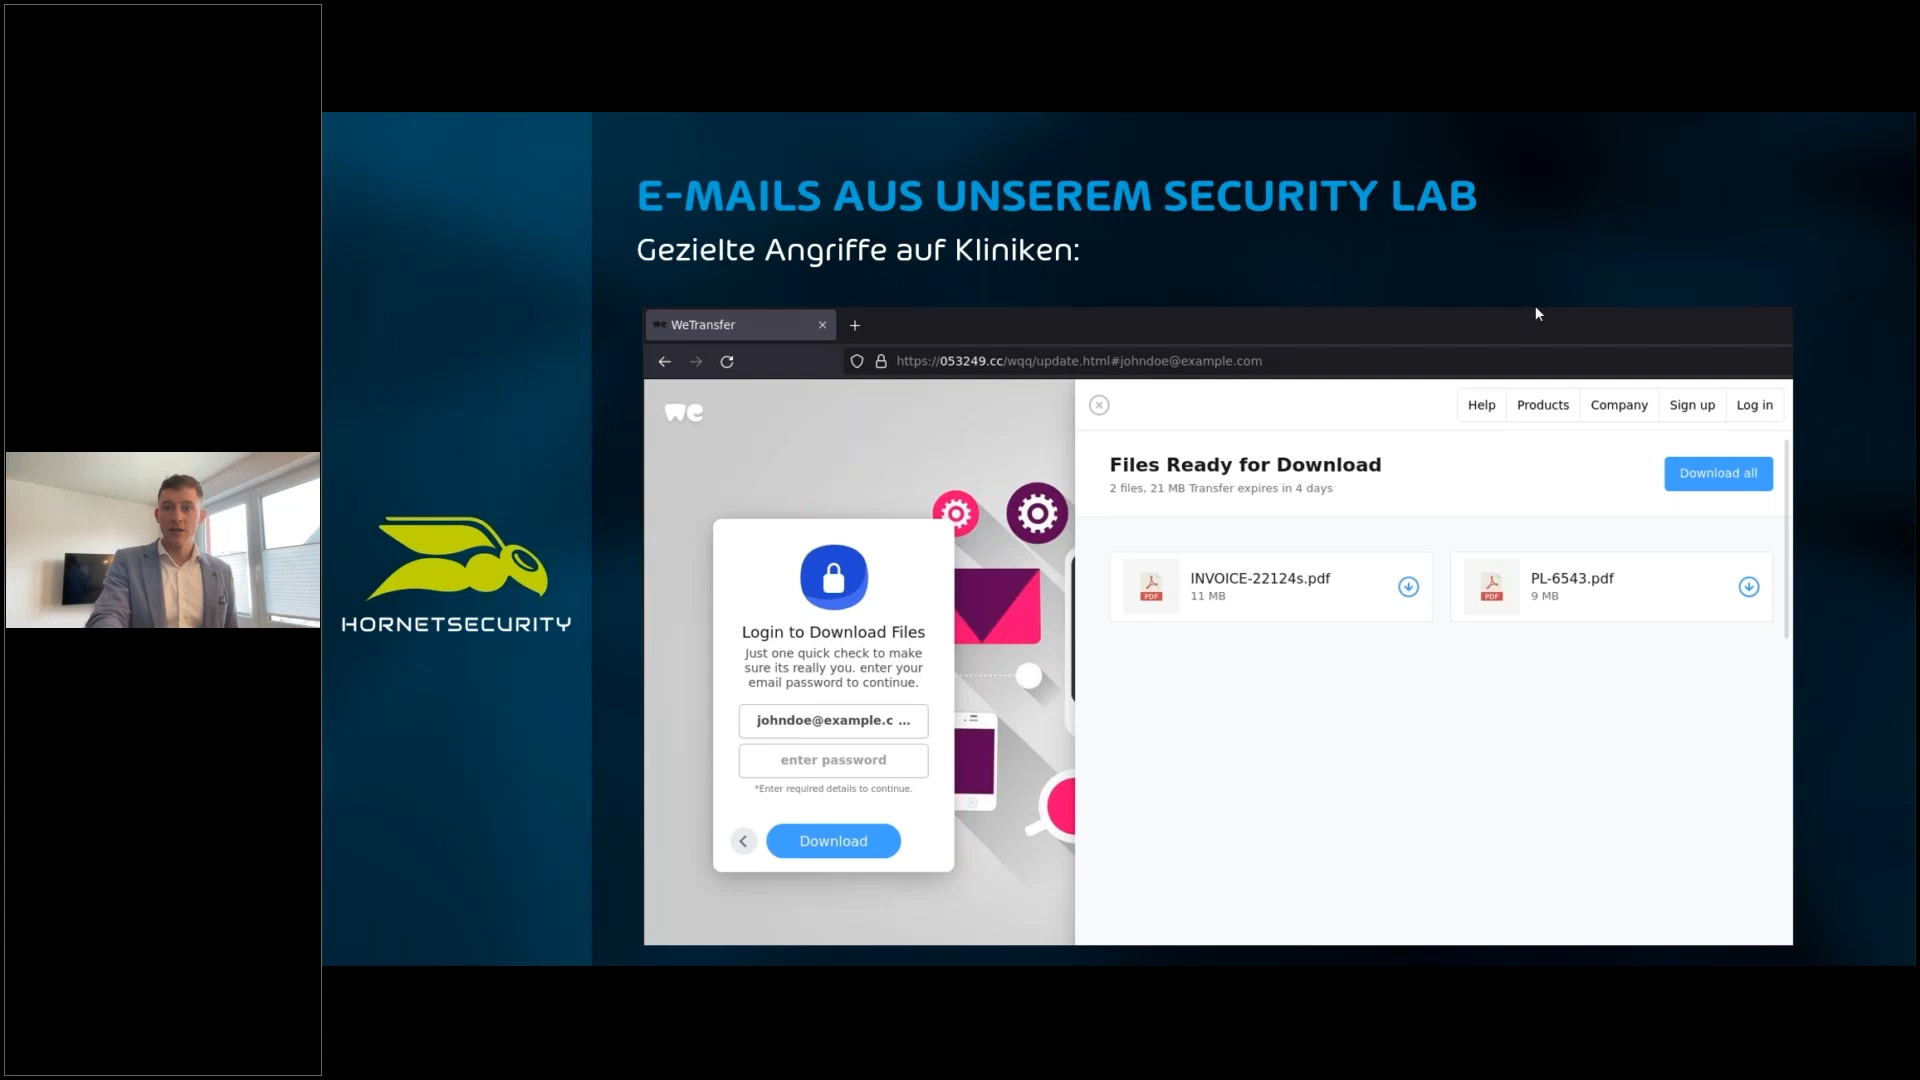 E-MAILS AUS UNSEREM SECURITY LAB
Gezielte Angriffe auf Kliniken:
WeTransfer
https://053249.cc/wqq/update.html#johndoe@example.com
we
Help Products Company Sign up Log in
Files Ready for Download
2 files, 21 MB Transfer expires in 4 days
Download all
INVOICE-22124s.pdf
11 MB
PDF
PL-6543.pdf
9 MB
PDF
Login to Download Files
Just one quick check to make
sure its really you. enter your
email password to continue.
johndoe@example.c ...
enter password
*Enter required details to continue.
Download
HORNETSECURITY